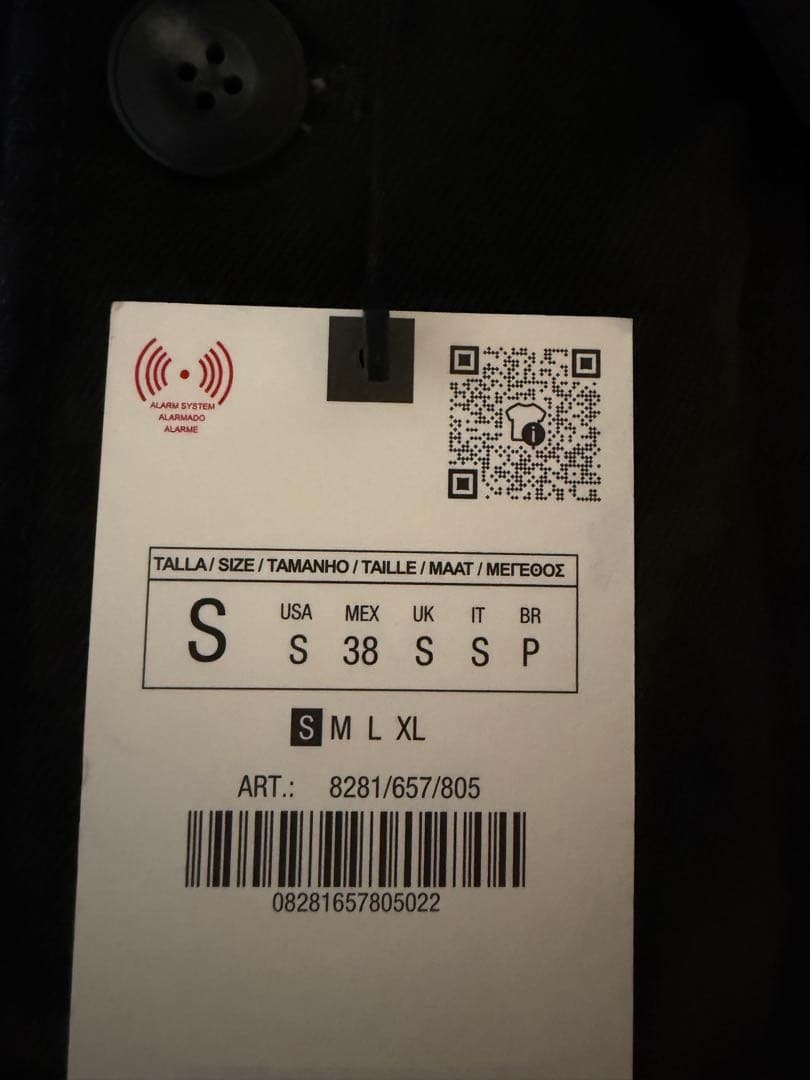 ALARM SYSTEM
ALARMADO
ALARME
TALLA / SIZE / TAMANHO / TAILLE / MAAT / ΜΕΓΕΘΟΣ
S
USA MEX UK IT BR
S 38 S S P
S M L XL
ART.: 8281/657/805
08281657805022